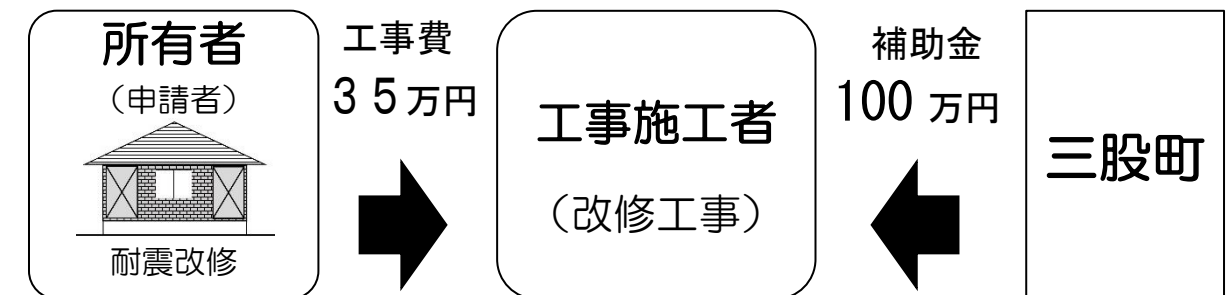 所有者
（申請者）
耐震改修
工事費
３５万円
工事施工者
（改修工事）
補助金
100 万円
三股町